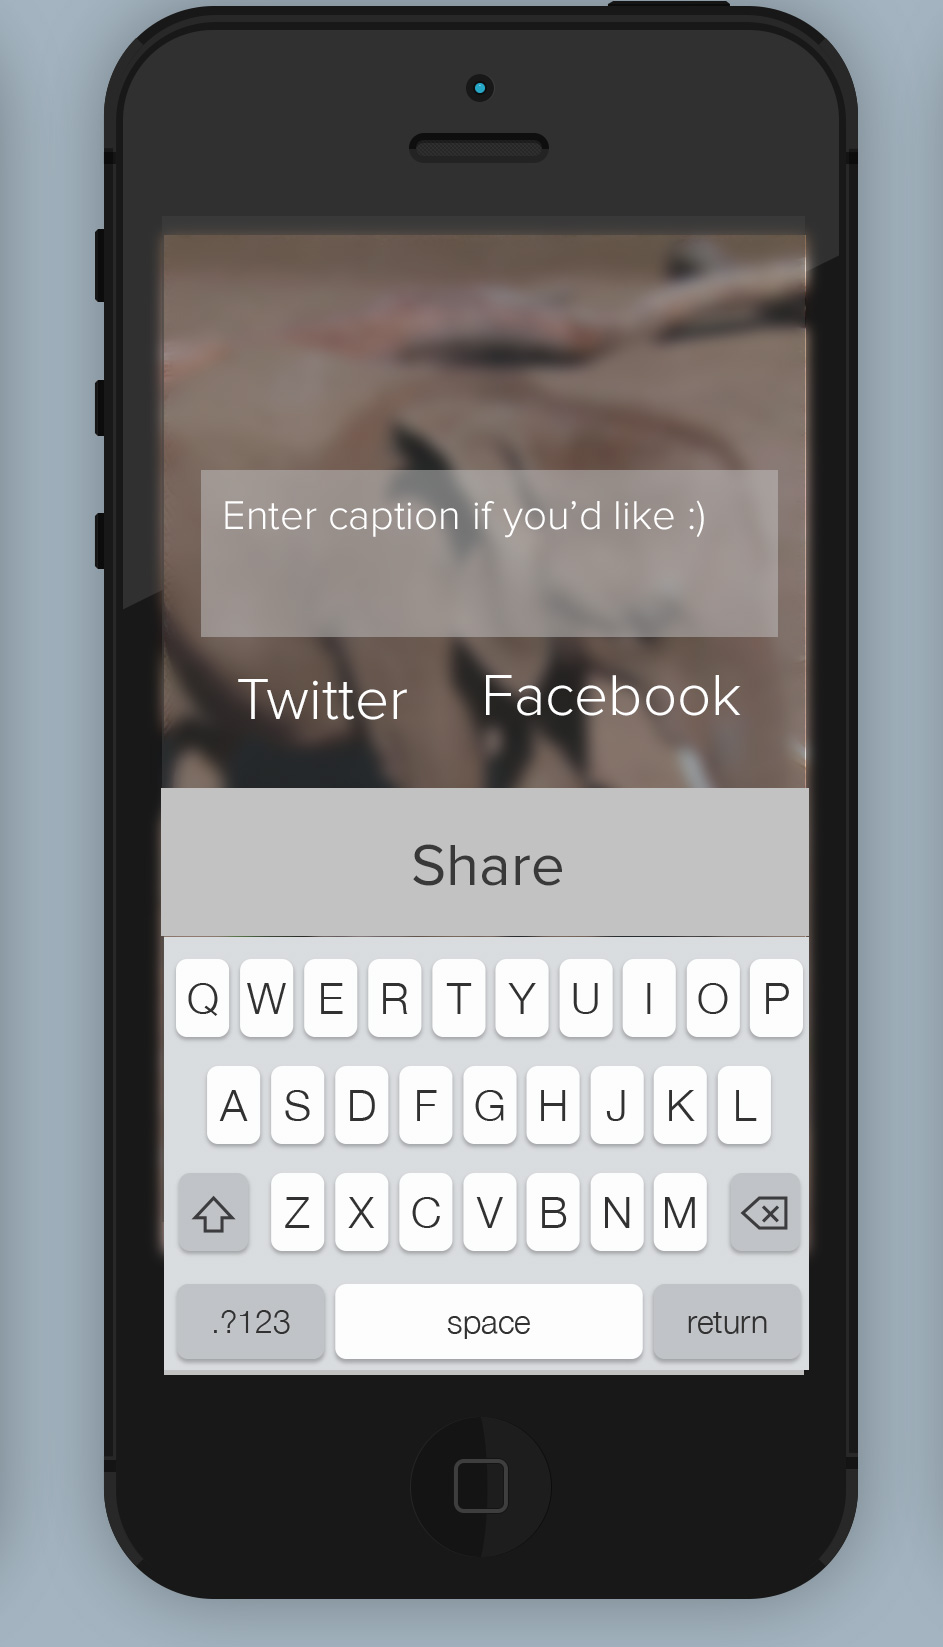 Enter caption if you’d like :)
Twitter Facebook
Share
Q W E R T Y U I O P
A S D F G H J K L
Z X C V B N M
.?123 space return